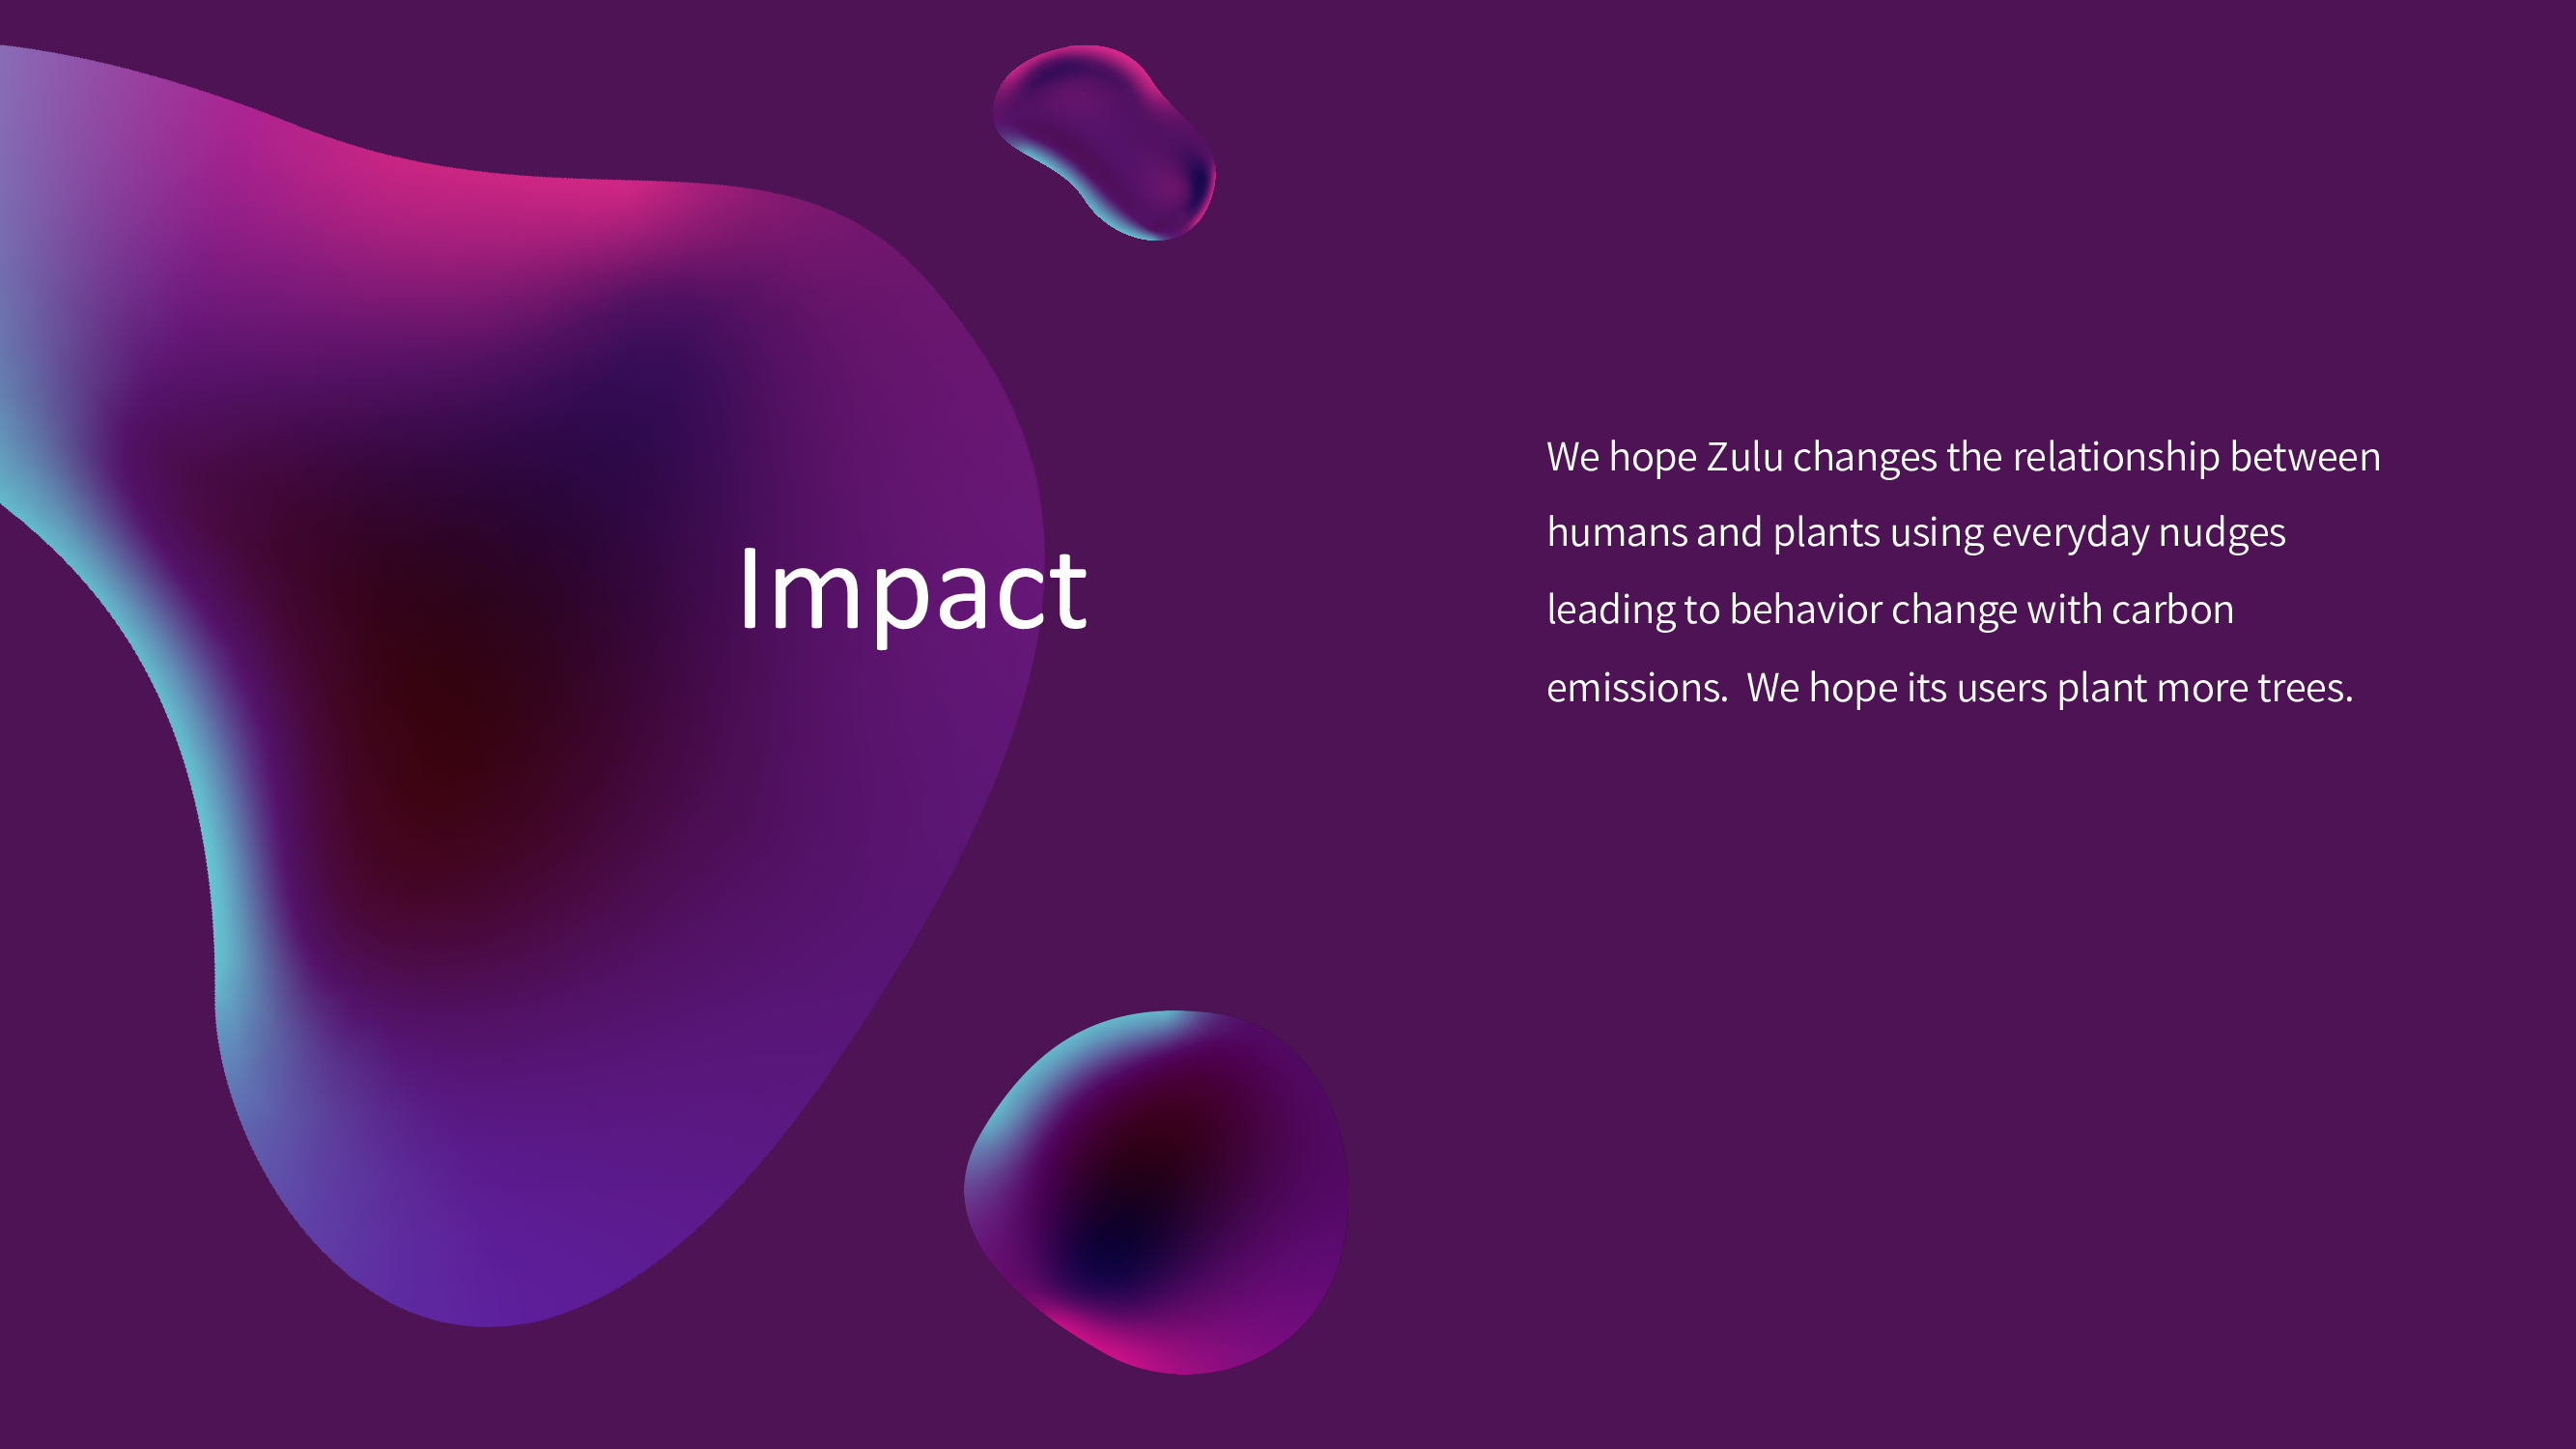 Impact
We hope Zulu changes the relationship between
humans and plants using everyday nudges
leading to behavior change with carbon
emissions.  We hope its users plant more trees.